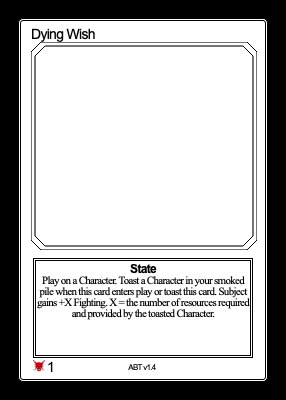 Dying Wish
State
Play on a Character. Toast a Character in your smoked
pile when this card enters play or toast this card. Subject
gains +X Fighting. X = the number of resources required
and provided by the toasted Character.
1
ABT v1.4